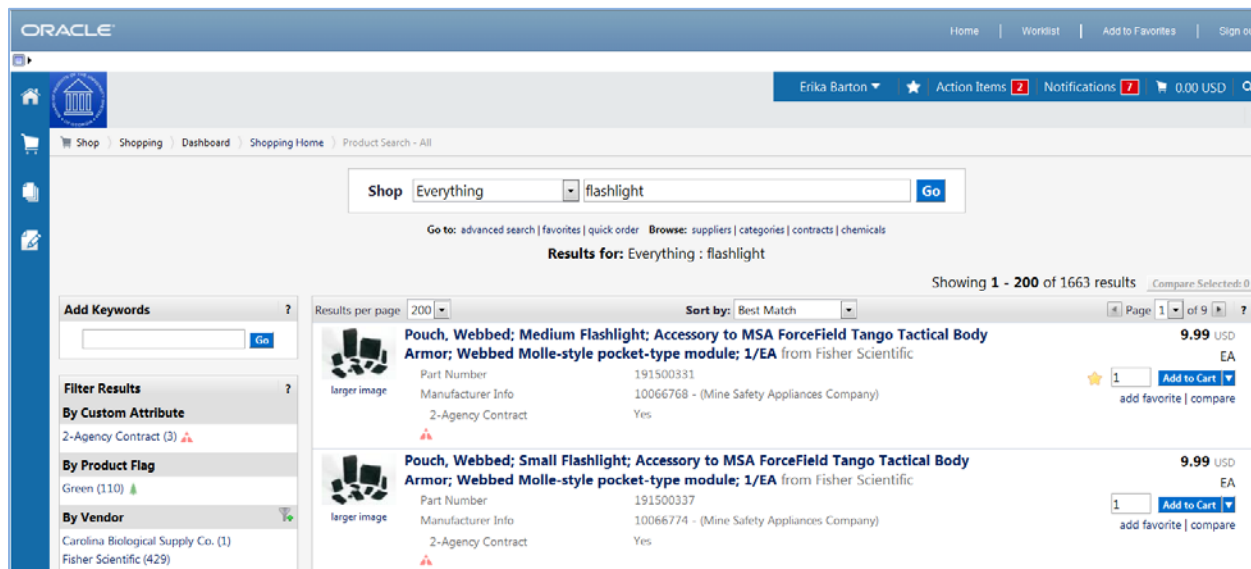 ORACLE
Home | Worklist | Add to Favorites | Sign ou
Erika Barton Action Items 2 Notifications 7 0.00 USD
Shop Shopping Dashboard Shopping Home Product Search - All
Shop Everything flashlight Go
Go to: advanced search | favorites | quick order Browse: suppliers | categories | contracts | chemicals
Results for: Everything : flashlight
Showing 1 - 200 of 1663 results Compare Selected: 0
Add Keywords ?
Go
Results per page 200 Sort by: Best Match Page 1 of 9 ?
Filter Results ?
By Custom Attribute
2-Agency Contract (3)
By Product Flag
Green (110)
By Vendor
Carolina Biological Supply Co. (1)
Fisher Scientific (429)
larger image
Pouch, Webbed; Medium Flashlight; Accessory to MSA ForceField Tango Tactical Body
Armor; Webbed Molle-style pocket-type module; 1/EA from Fisher Scientific
Part Number 191500331
Manufacturer Info 10066768 - (Mine Safety Appliances Company)
2-Agency Contract Yes
9.99 USD
EA
1 Add to Cart
add favorite | compare
larger image
Pouch, Webbed; Small Flashlight; Accessory to MSA ForceField Tango Tactical Body
Armor; Webbed Molle-style pocket-type module; 1/EA from Fisher Scientific
Part Number 191500337
Manufacturer Info 10066774 - (Mine Safety Appliances Company)
2-Agency Contract Yes
9.99 USD
EA
1 Add to Cart
add favorite | compare